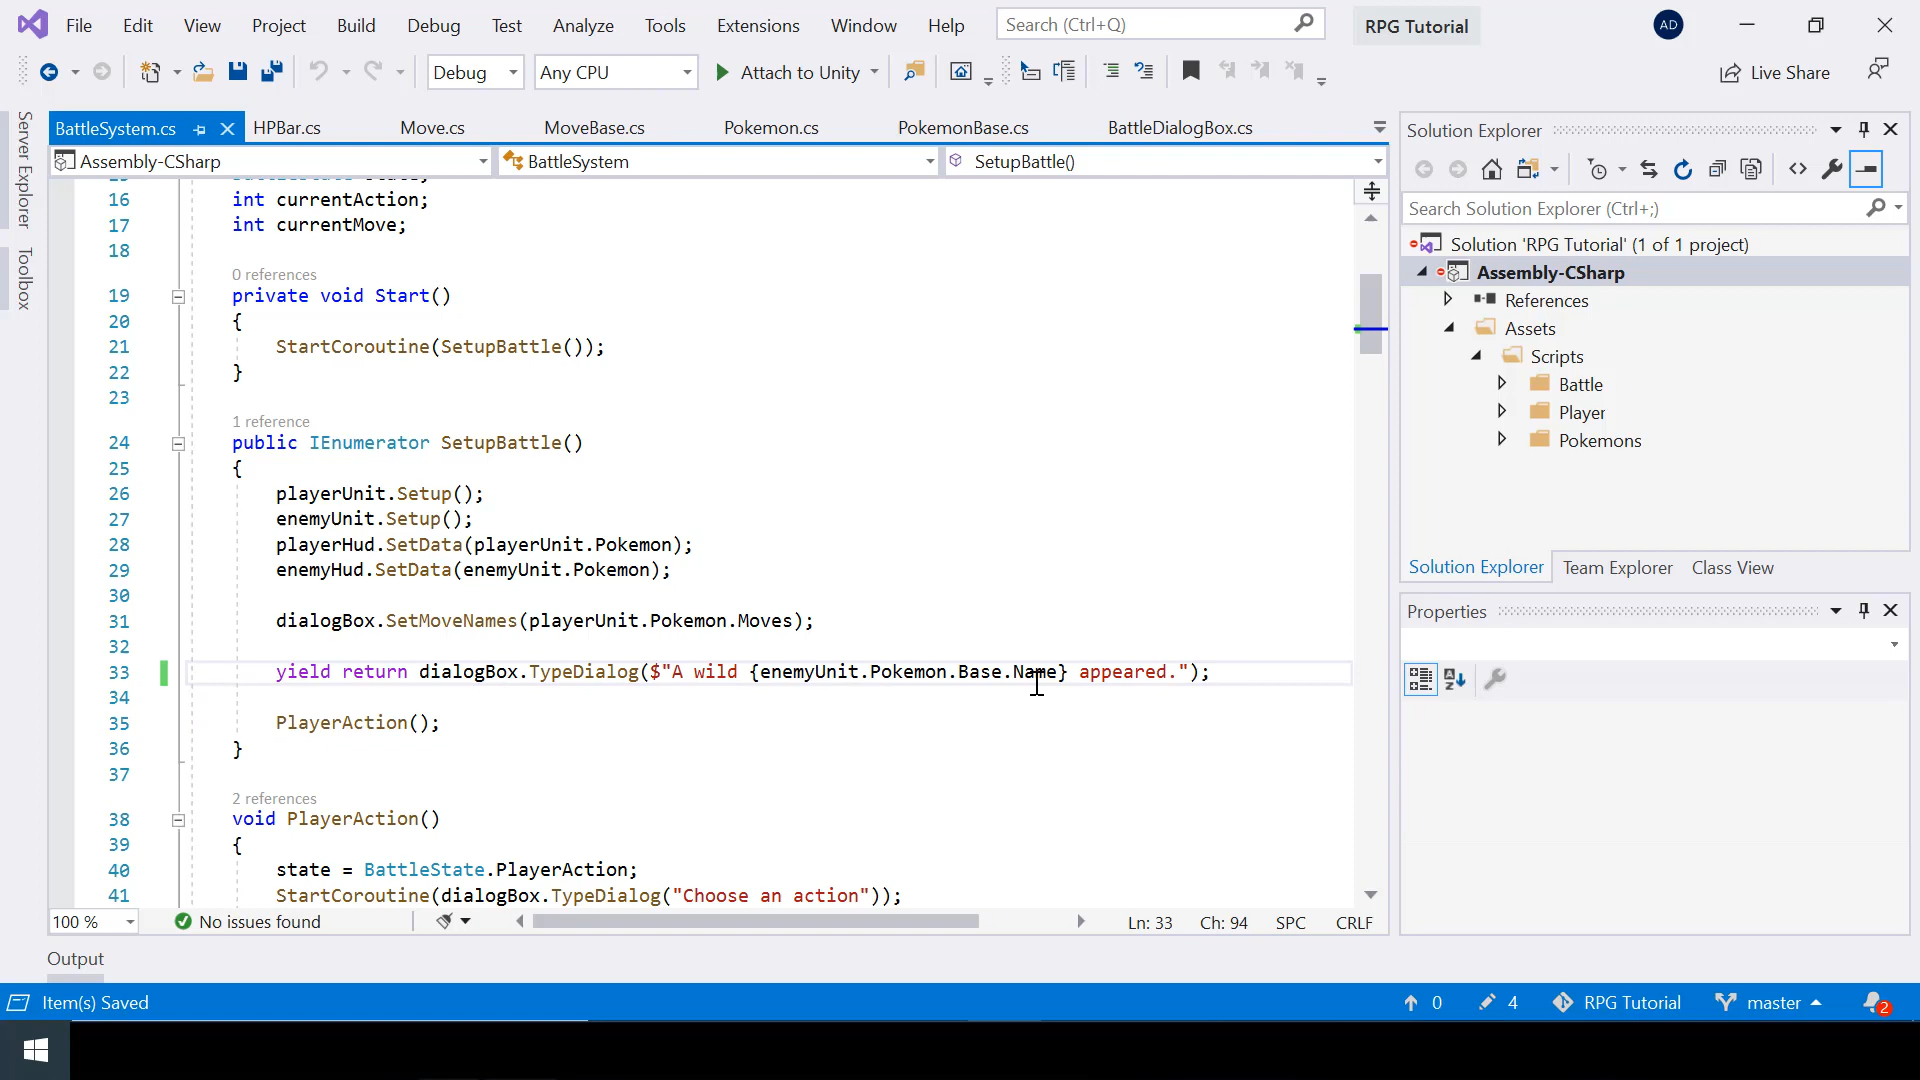 File Edit View Project Build Debug Test Analyze Tools Extensions Window Help Search (Ctrl+Q) RPG Tutorial AD
Debug Any CPU Attach to Unity Live Share
Server Explorer
Toolbox
BattleSystem.cs HPBar.cs Move.cs MoveBase.cs Pokemon.cs PokemonBase.cs BattleDialogBox.cs
Assembly-CSharp BattleSystem SetupBattle()
16 int currentAction;
17 int currentMove;
18
0 references
19 private void Start()
20 {
21 StartCoroutine(SetupBattle());
22 }
23
1 reference
24 public IEnumerator SetupBattle()
25 {
26 playerUnit.Setup();
27 enemyUnit.Setup();
28 playerHud.SetData(playerUnit.Pokemon);
29 enemyHud.SetData(enemyUnit.Pokemon);
30
31 dialogBox.SetMoveNames(playerUnit.Pokemon.Moves);
32
33 yield return dialogBox.TypeDialog($"A wild {enemyUnit.Pokemon.Base.Name} appeared.");
34
35 PlayerAction();
36 }
37
2 references
38 void PlayerAction()
39 {
40 state = BattleState.PlayerAction;
41 StartCoroutine(dialogBox.TypeDialog("Choose an action"));
100 % No issues found Ln: 33 Ch: 94 SPC CRLF
Solution Explorer
Search Solution Explorer (Ctrl+;)
Solution 'RPG Tutorial' (1 of 1 project)
Assembly-CSharp
References
Assets
Scripts
Battle
Player
Pokemons
Solution Explorer Team Explorer Class View
Properties
Output
Item(s) Saved 0 4 RPG Tutorial master 2